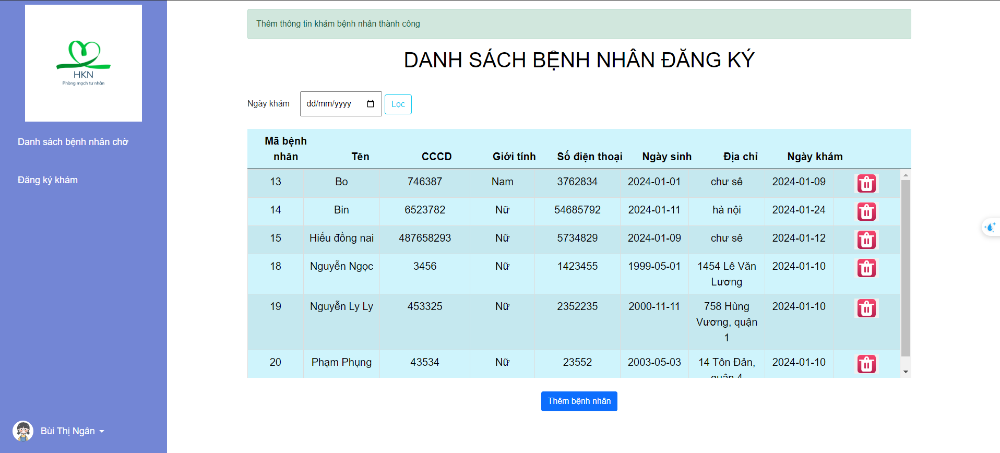 Thêm thông tin khám bệnh nhân thành công
HKN
Phòng mạch tư nhân
DANH SÁCH BỆNH NHÂN ĐĂNG KÝ
Ngày khám dd/mm/yyyy Lọc
Danh sách bệnh nhân chờ
Đăng ký khám
Mã bệnh
nhân Tên CCCD Giới tính Số điện thoại Ngày sinh Địa chỉ Ngày khám
13 Bo 746387 Nam 3762834 2024-01-01 chư sê 2024-01-09
14 Bin 6523782 Nữ 54685792 2024-01-11 hà nội 2024-01-24
15 Hiếu đồng nai 487658293 Nữ 5734829 2024-01-09 chư sê 2024-01-12
18 Nguyễn Ngọc 3456 Nữ 1423455 1999-05-01 1454 Lê Văn 2024-01-10
Lương
19 Nguyễn Ly Ly 453325 Nữ 2352235 2000-11-11 758 Hùng 2024-01-10
Vương, quận
1
20 Phạm Phụng 43534 Nữ 23552 2003-05-03 14 Tôn Đản, 2024-01-10
quận 4
Thêm bệnh nhân
Bùi Thị Ngân